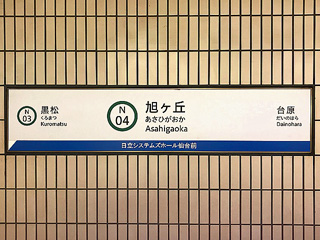 N
03
黒松
くろまつ
Kuromatsu
N
04
旭ヶ丘
あさひがおか
Asahigaoka
台原
だいのはら
Dainohara
日立システムズホール仙台前